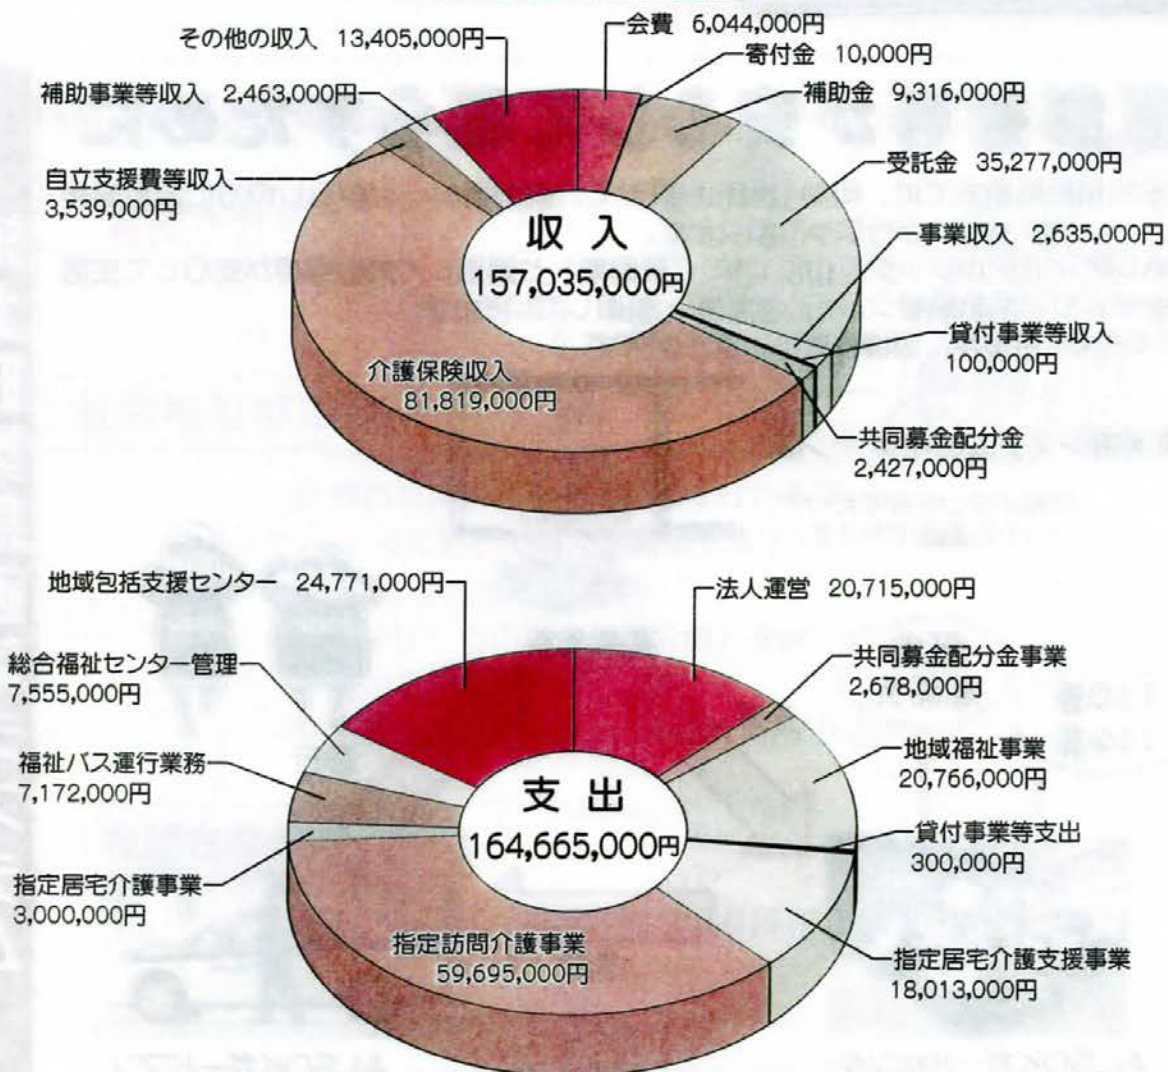 その他の収入 13,405,000円
会費 6,044,000円
寄付金 10,000円
補助事業等収入 2,463,000円
補助金 9,316,000円
自立支援費等収入
3,539,000円
受託金 35,277,000円
収入
157,035,000円
事業収入 2,635,000円
貸付事業等収入
100,000円
介護保険収入
81,819,000円
共同募金配分金
2,427,000円
地域包括支援センター 24,771,000円
法人運営 20,715,000円
総合福祉センター管理
7,555,000円
共同募金配分金事業
2,678,000円
福祉バス運行業務
7,172,000円
地域福祉事業
20,766,000円
支出
164,665,000円
貸付事業等支出
300,000円
指定居宅介護事業
3,000,000円
指定訪問介護事業
59,695,000円
指定居宅介護支援事業
18,013,000円